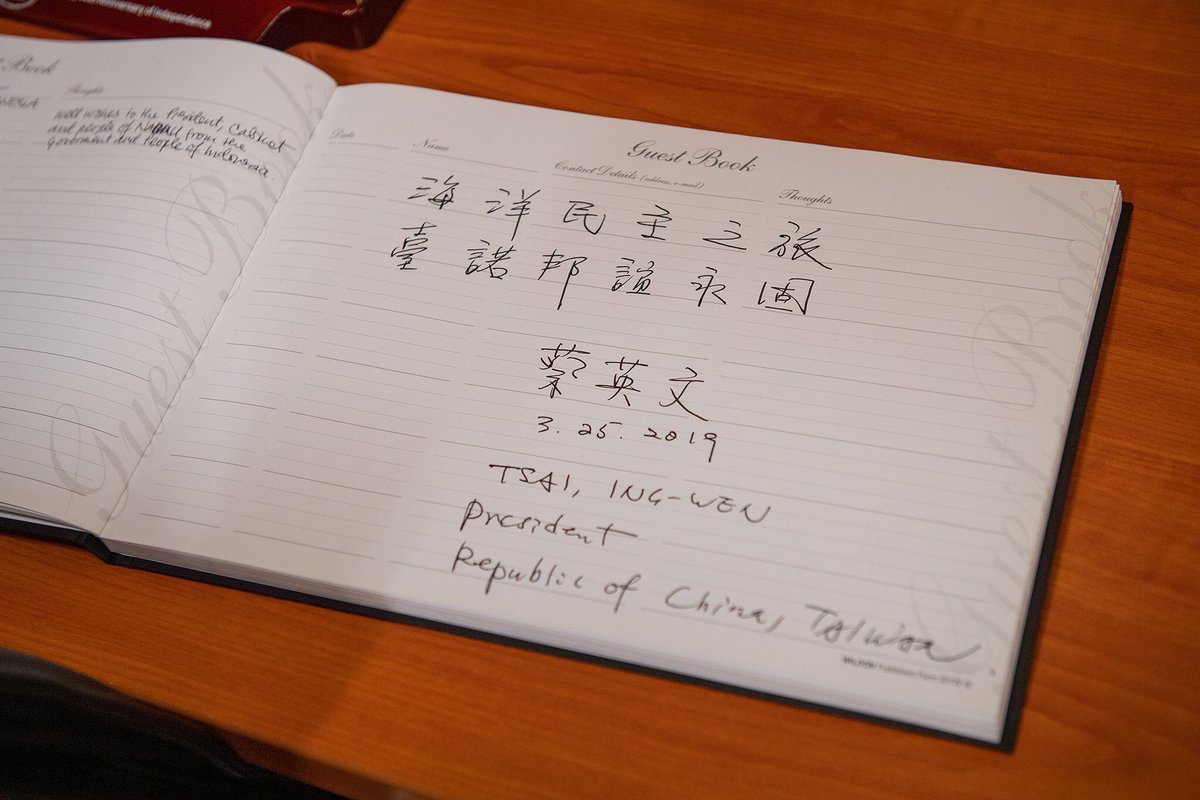 Anniversary of Independence
Book
Thoughts
well wishes to the President, Cabinet
and people of NAURU from the
Goverment and People of Indonesia.
Guest Book
Guest Book
Date
Name
Contact Details (address, e-mail)
Thoughts
海洋民主之旅
臺諾邦誼永固
蔡英文
3.25.2019
TSAI, ING-WEN
President
Republic of China, TAIWan
Guest Book